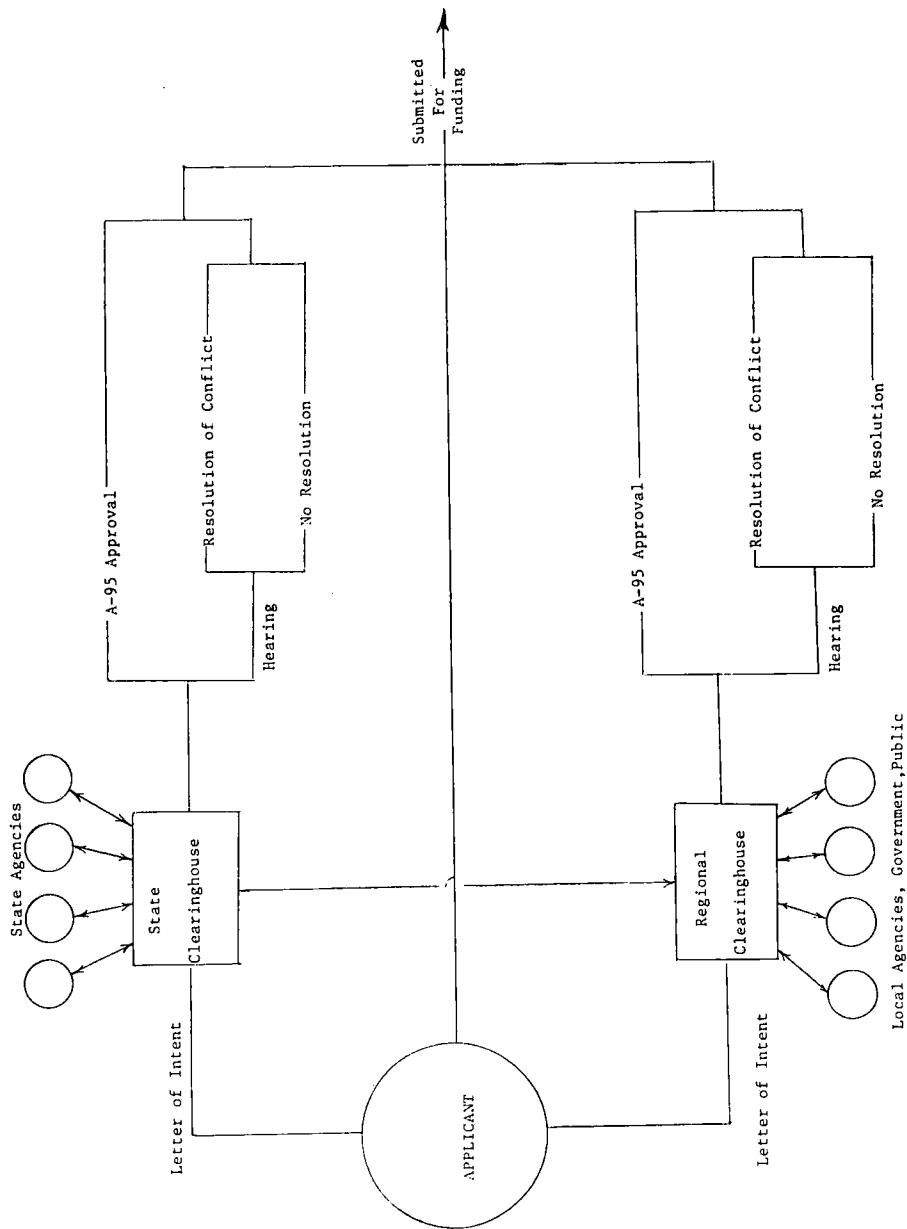 State Agencies
State
Clearinghouse
Letter of Intent
A-95 Approval
Resolution of Conflict
No Resolution
Hearing
APPLICANT
Submitted
For
Funding
Letter of Intent
Regional
Clearinghouse
A-95 Approval
Resolution of Conflict
No Resolution
Hearing
Local Agencies, Government,Public